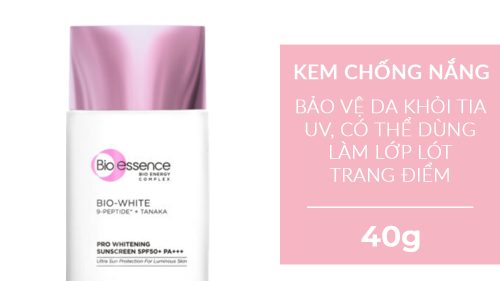 Bio essence
BIO ENERGY
COMPLEX
BIO-WHITE
9-PEPTIDE* + TANAKA
PRO WHITENING
SUNSCREEN SPF50+ PA+++
Ultra Sun Protection For Luminous Skin
KEM CHỐNG NẮNG
BẢO VỆ DA KHỎI TIA
UV, CÓ THỂ DÙNG
LÀM LỚP LÓT
TRANG ĐIỂM
40g